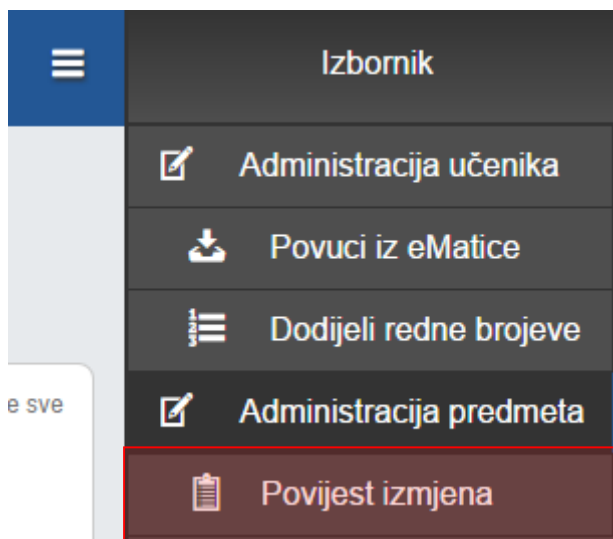 Izbornik
Administracija učenika
Povuci iz eMatice
Dodijeli redne brojeve
e sve
Administracija predmeta
Povijest izmjena